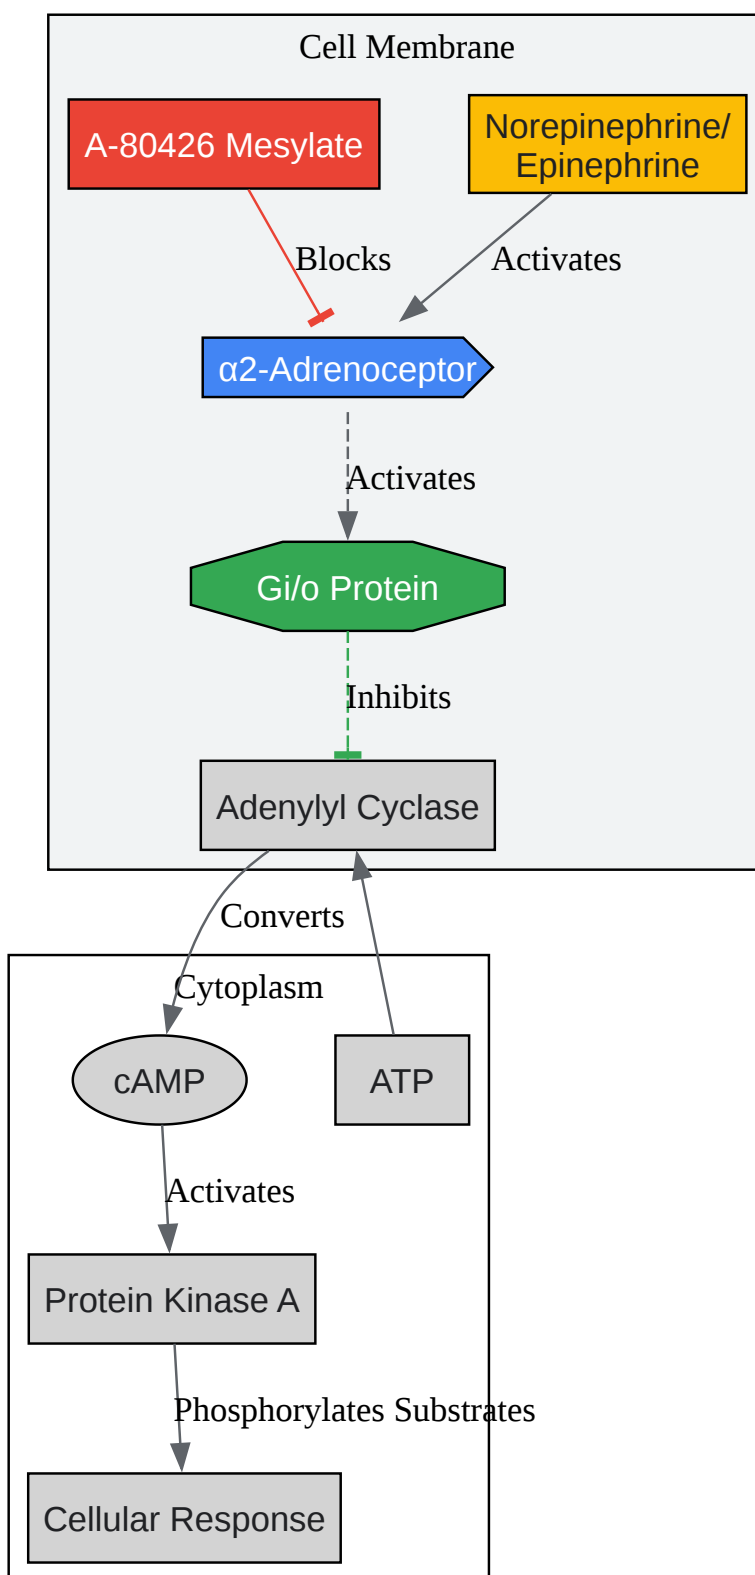 Cell Membrane
A-80426 Mesylate
Norepinephrine/
Epinephrine
Blocks
Activates
α2-Adrenoceptor
Activates
Gi/o Protein
Inhibits
Adenylyl Cyclase
Converts
Cytoplasm
cAMP
ATP
Activates
Protein Kinase A
Phosphorylates Substrates
Cellular Response